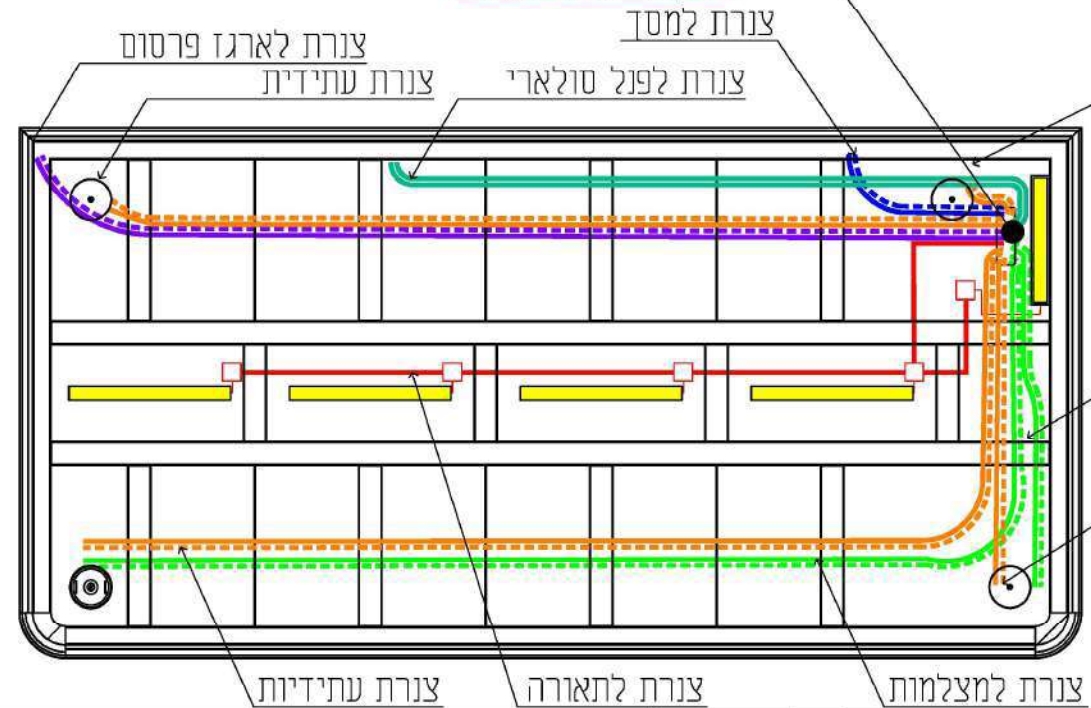 צנרת למסך
צנרת לארגז פרסום
צנרת לפנל סולארי
צנרת עתידית
צנרת למצלמות
צנרת לתאורה
צנרת עתידיות